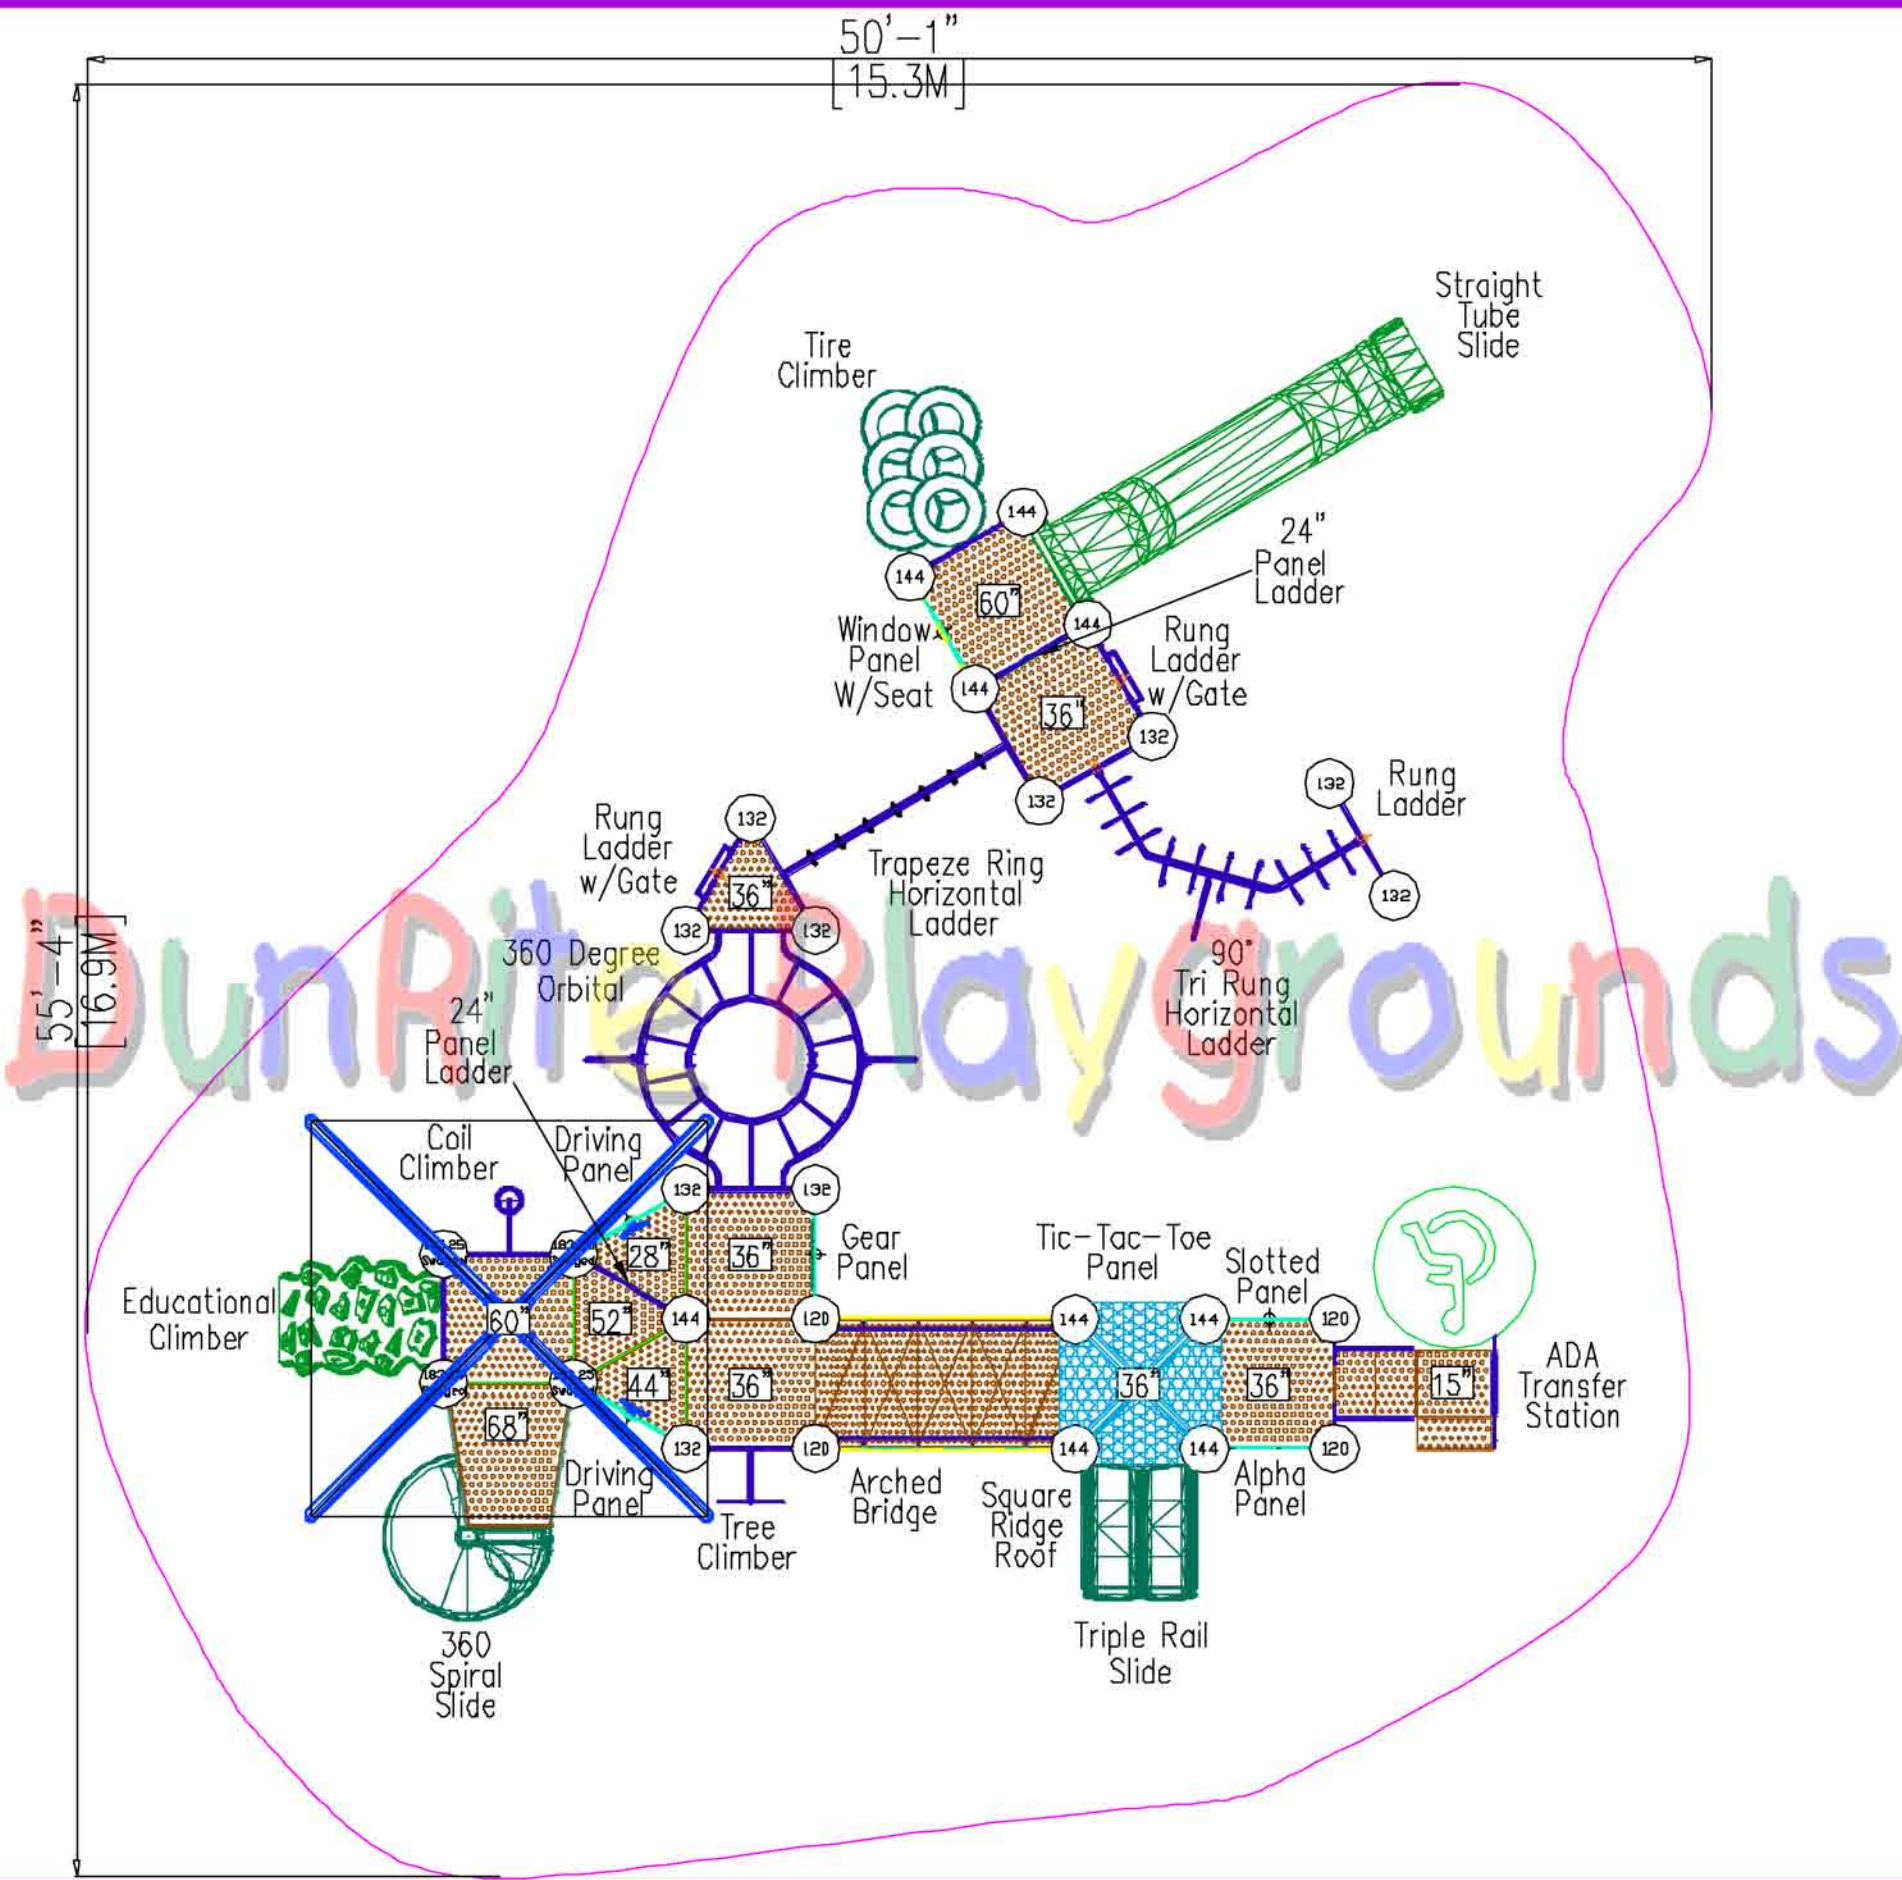 50'-1"
[15.3M]
55'-4"
[16.9M]
Straight
Tube
Slide
Tire
Climber
144
24"
Panel
Ladder
144
60"
144
Window
Panel
W/Seat
Rung
Ladder
w/Gate
144
36"
132
132
132
Rung
Ladder
132
Rung
Ladder
w/Gate
132
36"
Trapeze Ring
Horizontal
Ladder
132
132
DunRite Playgrounds
360 Degree
Orbital
90°
Tri Rung
Horizontal
Ladder
24"
Panel
Ladder
Coil
Climber
Driving
Panel
132
132
28"
36"
Gear
Panel
Tic-Tac-Toe
Panel
Slotted
Panel
Educational
Climber
60"
52"
144
120
144
144
120
44"
36"
36"
36"
15"
ADA
Transfer
Station
68"
132
120
144
144
120
Driving
Panel
Arched
Bridge
Square
Ridge
Roof
Alpha
Panel
Tree
Climber
360
Spiral
Slide
Triple Rail
Slide